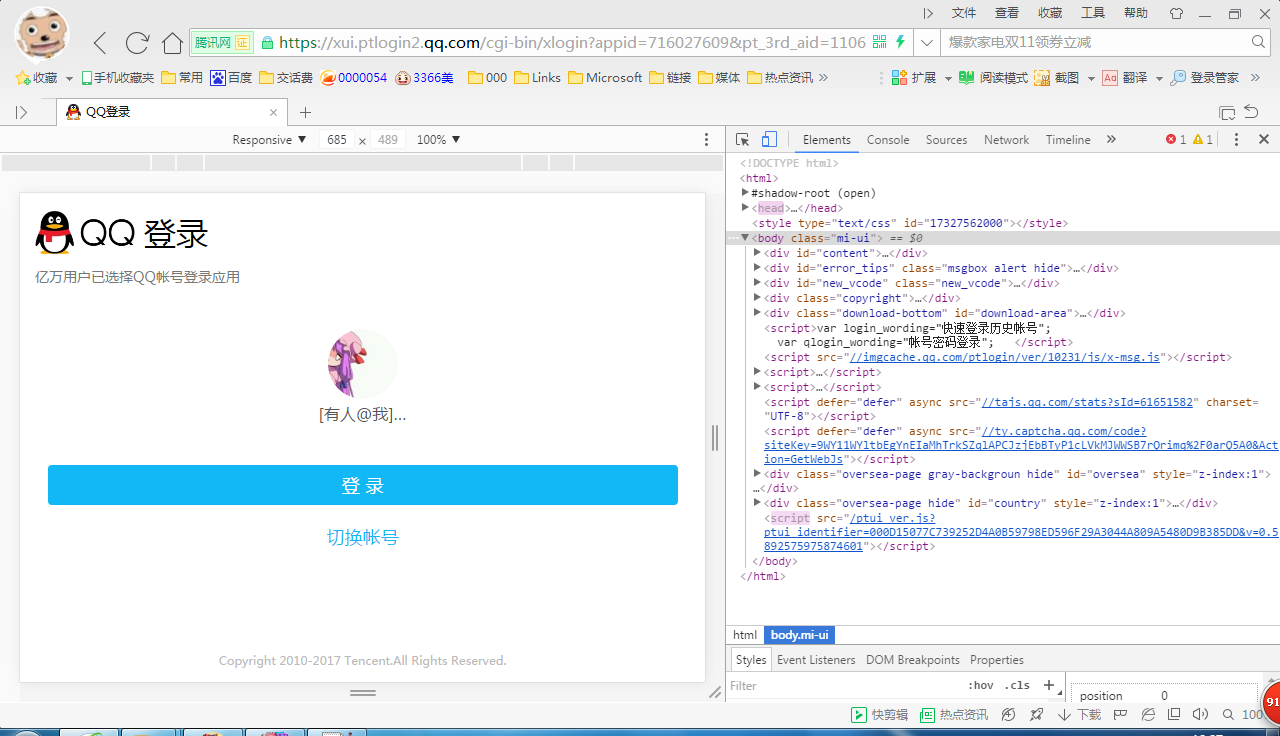 文件 查看 收藏 工具 帮助
腾讯网 证 https://xui.ptlogin2.qq.com/cgi-bin/xlogin?appid=716027609&pt_3rd_aid=1106 爆款家电双11领券立减
收藏 手机收藏夹 常用 百度 交话费 0000054 3366美 000 Links Microsoft 链接 媒体 热点资讯 » 扩展 阅读模式 截图 Aa 翻译 登录管家 »
QQ登录 × +
Responsive ▼ 685 × 489 100% ▼
Elements Console Sources Network Timeline » 1 1
QQ 登录
亿万用户已选择QQ帐号登录应用
[有人@我]...
登 录
切换帐号
Copyright 2010-2017 Tencent.All Rights Reserved.
<!DOCTYPE html>
<html>
▶#shadow-root (open)
▶<head>…</head>
<style type="text/css" id="17327562000"></style>
…▼<body class="mi-ui"> == $0
▶<div id="content">…</div>
▶<div id="error_tips" class="msgbox alert hide">…</div>
▶<div id="new_vcode" class="new_vcode">…</div>
▶<div class="copyright">…</div>
▶<div class="download-bottom" id="download-area">…</div>
<script>var login_wording="快速登录历史帐号";
var qlogin_wording="帐号密码登录"; </script>
<script src="//imgcache.qq.com/ptlogin/ver/10231/js/x-msg.js"></script>
▶<script>…</script>
▶<script>…</script>
<script defer="defer" async src="//tajs.qq.com/stats?sId=61651582" charset=
"UTF-8"></script>
<script defer="defer" async src="//ty.captcha.qq.com/code?
siteKey=9WYl1WYltbEgYnEIaMhTrkSZqlAPCJzjEbBTyP1cLVkMJWWSB7rOrimq%2F0arO5A0&Act
ion=GetWebJs"></script>
▶<div class="oversea-page gray-backgroun hide" id="oversea" style="z-index:1">
…</div>
▶<div class="oversea-page hide" id="country" style="z-index:1">…</div>
<script src="/ptui_ver.js?
ptui_identifier=000D15077C739252D4A0B59798ED596F29A3044A809A5480D9B385DD&v=0.5
892575975874601"></script>
</body>
</html>
html body.mi-ui
Styles Event Listeners DOM Breakpoints Properties
Filter :hov .cls +
position 0
91
快剪辑 热点资讯 下载 100